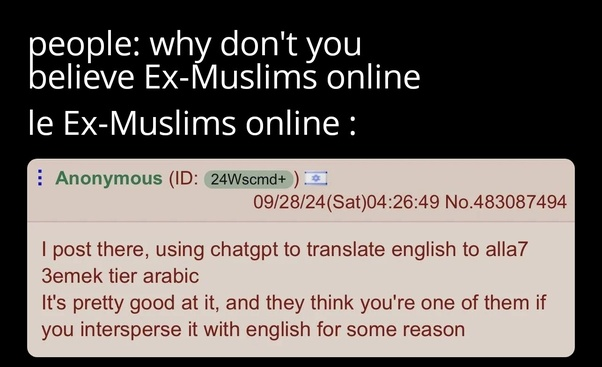 people: why don't you
believe Ex-Muslims online
le Ex-Muslims online :
Anonymous (ID: 24Wscmd+)
09/28/24(Sat)04:26:49 No.483087494
I post there, using chatgpt to translate english to alla7
3emek tier arabic
It's pretty good at it, and they think you're one of them if
you intersperse it with english for some reason